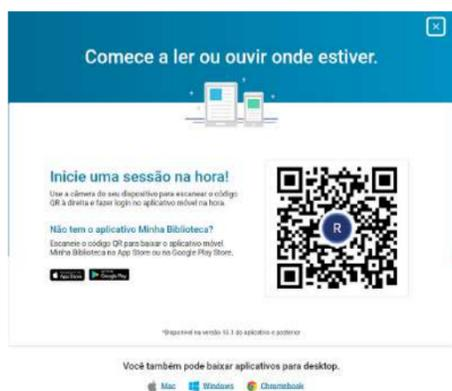 Comece a ler ou ouvir onde estiver.
Inicie uma sessão na hora!
Use a câmera do seu dispositivo para escanear o código
QR à direita e fazer login no aplicativo móvel na hora.
Não tem o aplicativo Minha Biblioteca?
Escaneie o código QR para baixar o aplicativo móvel
Minha Biblioteca na App Store ou na Google Play Store.
App Store
Google Play
R
*Disponível na versão 10.1 do aplicativo e posterior
Você também pode baixar aplicativos para desktop.
Mac Windows Chromebook